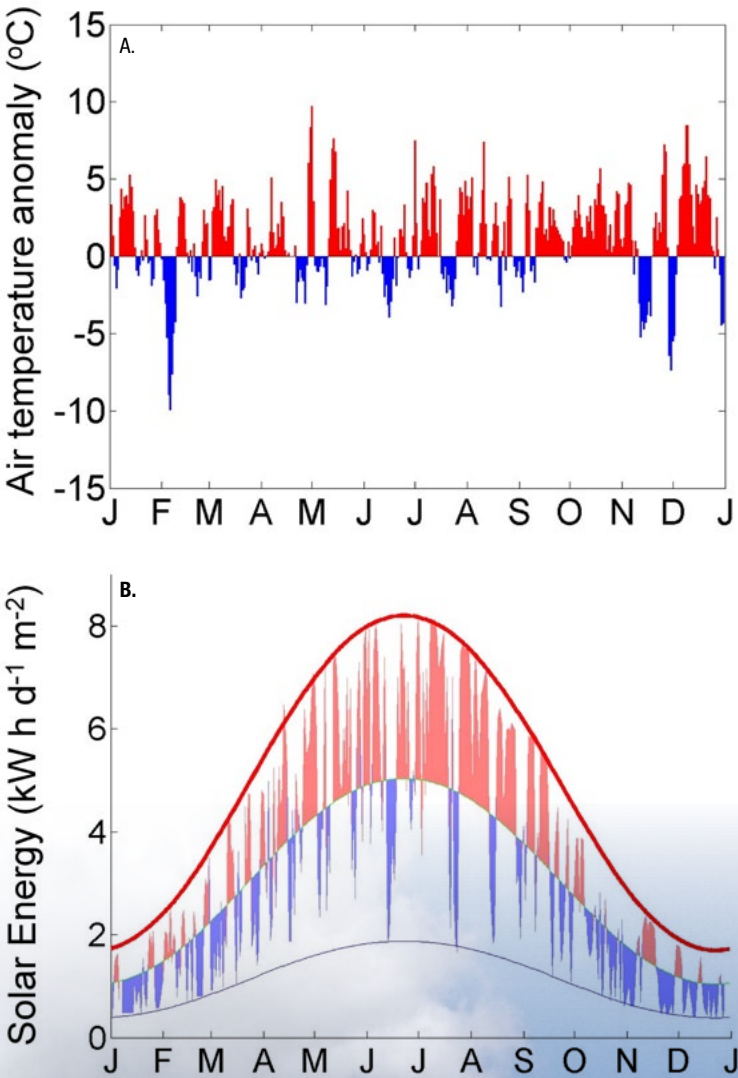 Air temperature anomaly (ºC)
A.
15
10
5
0
-5
-10
-15
J F M A M J J A S O N D J
Solar Energy (kW h d⁻¹ m⁻²)
B.
8
6
4
2
0
J F M A M J J A S O N D J